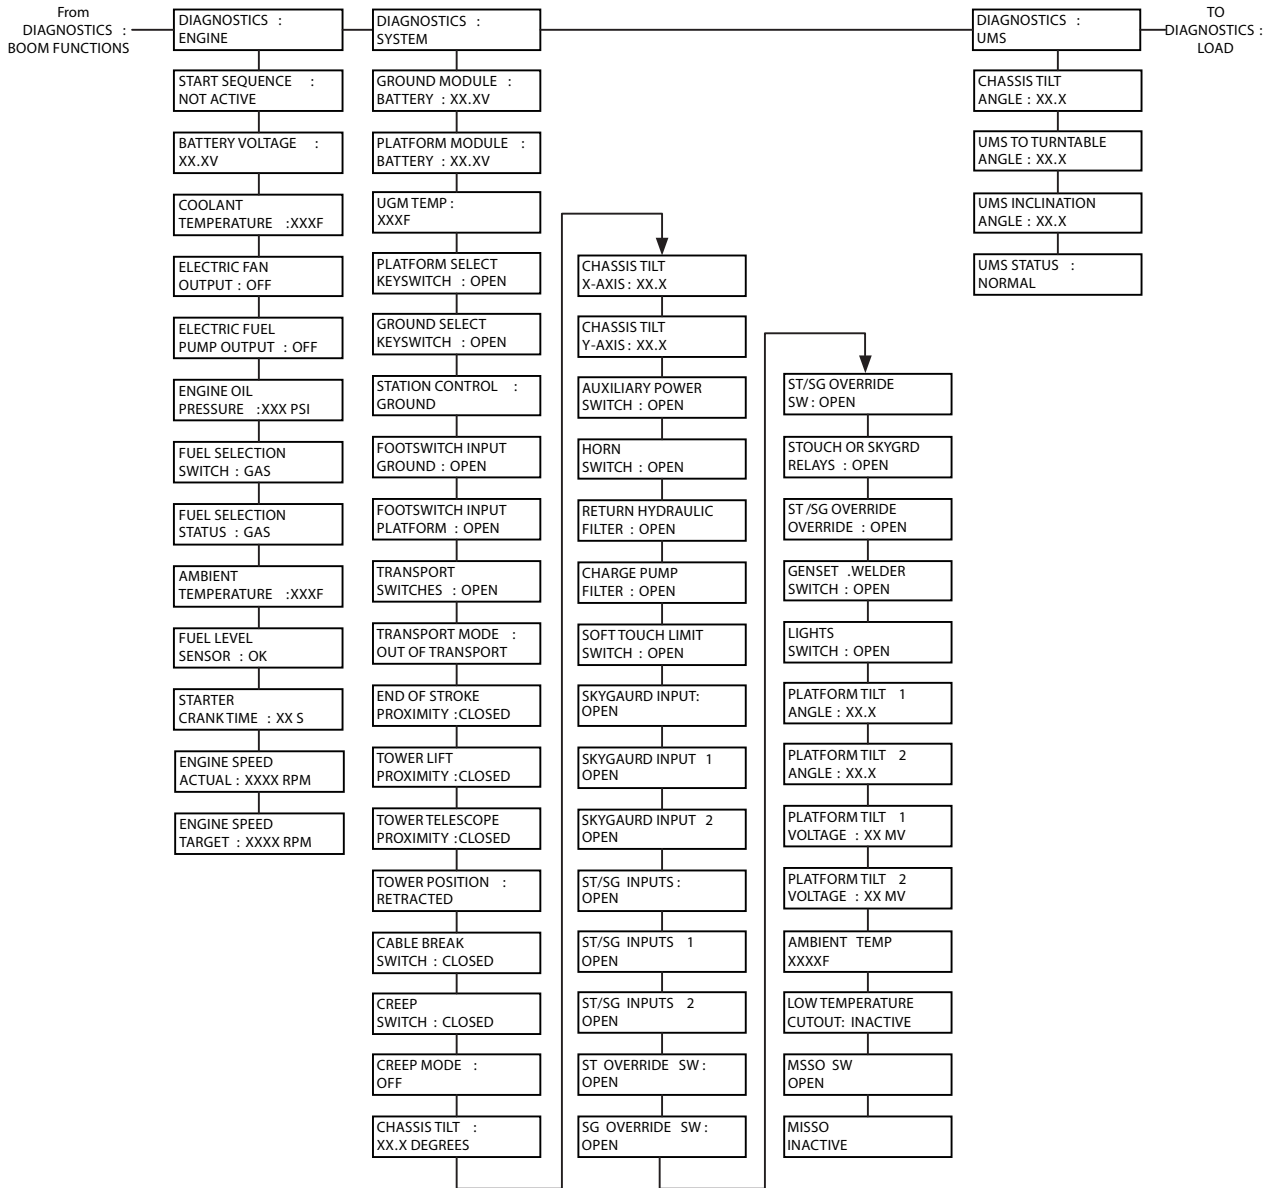 From
DIAGNOSTICS :
BOOM FUNCTIONS
DIAGNOSTICS :
ENGINE
START SEQUENCE :
NOT ACTIVE
BATTERY VOLTAGE :
XX.XV
COOLANT
TEMPERATURE :XXXF
ELECTRIC FAN
OUTPUT : OFF
ELECTRIC FUEL
PUMP OUTPUT : OFF
ENGINE OIL
PRESSURE :XXX PSI
FUEL SELECTION
SWITCH : GAS
FUEL SELECTION
STATUS : GAS
AMBIENT
TEMPERATURE :XXXF
FUEL LEVEL
SENSOR : OK
STARTER
CRANK TIME : XX S
ENGINE SPEED
ACTUAL : XXXX RPM
ENGINE SPEED
TARGET : XXXX RPM
DIAGNOSTICS :
SYSTEM
GROUND MODULE :
BATTERY : XX.XV
PLATFORM MODULE :
BATTERY : XX.XV
UGM TEMP :
XXXF
PLATFORM SELECT
KEYSWITCH : OPEN
GROUND SELECT
KEYSWITCH : OPEN
STATION CONTROL :
GROUND
FOOTSWITCH INPUT
GROUND : OPEN
FOOTSWITCH INPUT
PLATFORM : OPEN
TRANSPORT
SWITCHES : OPEN
TRANSPORT MODE :
OUT OF TRANSPORT
END OF STROKE
PROXIMITY :CLOSED
TOWER LIFT
PROXIMITY :CLOSED
TOWER TELESCOPE
PROXIMITY :CLOSED
TOWER POSITION :
RETRACTED
CABLE BREAK
SWITCH : CLOSED
CREEP
SWITCH : CLOSED
CREEP MODE :
OFF
CHASSIS TILT :
XX.X DEGREES
CHASSIS TILT
X-AXIS : XX.X
CHASSIS TILT
Y-AXIS : XX.X
AUXILIARY POWER
SWITCH : OPEN
HORN
SWITCH : OPEN
RETURN HYDRAULIC
FILTER : OPEN
CHARGE PUMP
FILTER : OPEN
SOFT TOUCH LIMIT
SWITCH : OPEN
SKYGAURD INPUT:
OPEN
SKYGAURD INPUT 1
OPEN
SKYGAURD INPUT 2
OPEN
ST/SG INPUTS :
OPEN
ST/SG INPUTS 1
OPEN
ST/SG INPUTS 2
OPEN
ST OVERRIDE SW :
OPEN
SG OVERRIDE SW :
OPEN
ST/SG OVERRIDE
SW : OPEN
STOUCH OR SKYGRD
RELAYS : OPEN
ST /SG OVERRIDE
OVERRIDE : OPEN
GENSET .WELDER
SWITCH : OPEN
LIGHTS
SWITCH : OPEN
PLATFORM TILT 1
ANGLE : XX.X
PLATFORM TILT 2
ANGLE : XX.X
PLATFORM TILT 1
VOLTAGE : XX MV
PLATFORM TILT 2
VOLTAGE : XX MV
AMBIENT TEMP
XXXXF
LOW TEMPERATURE
CUTOUT: INACTIVE
MSSO SW
OPEN
MISSO
INACTIVE
DIAGNOSTICS :
UMS
CHASSIS TILT
ANGLE : XX.X
UMS TO TURNTABLE
ANGLE : XX.X
UMS INCLINATION
ANGLE : XX.X
UMS STATUS :
NORMAL
TO
DIAGNOSTICS :
LOAD